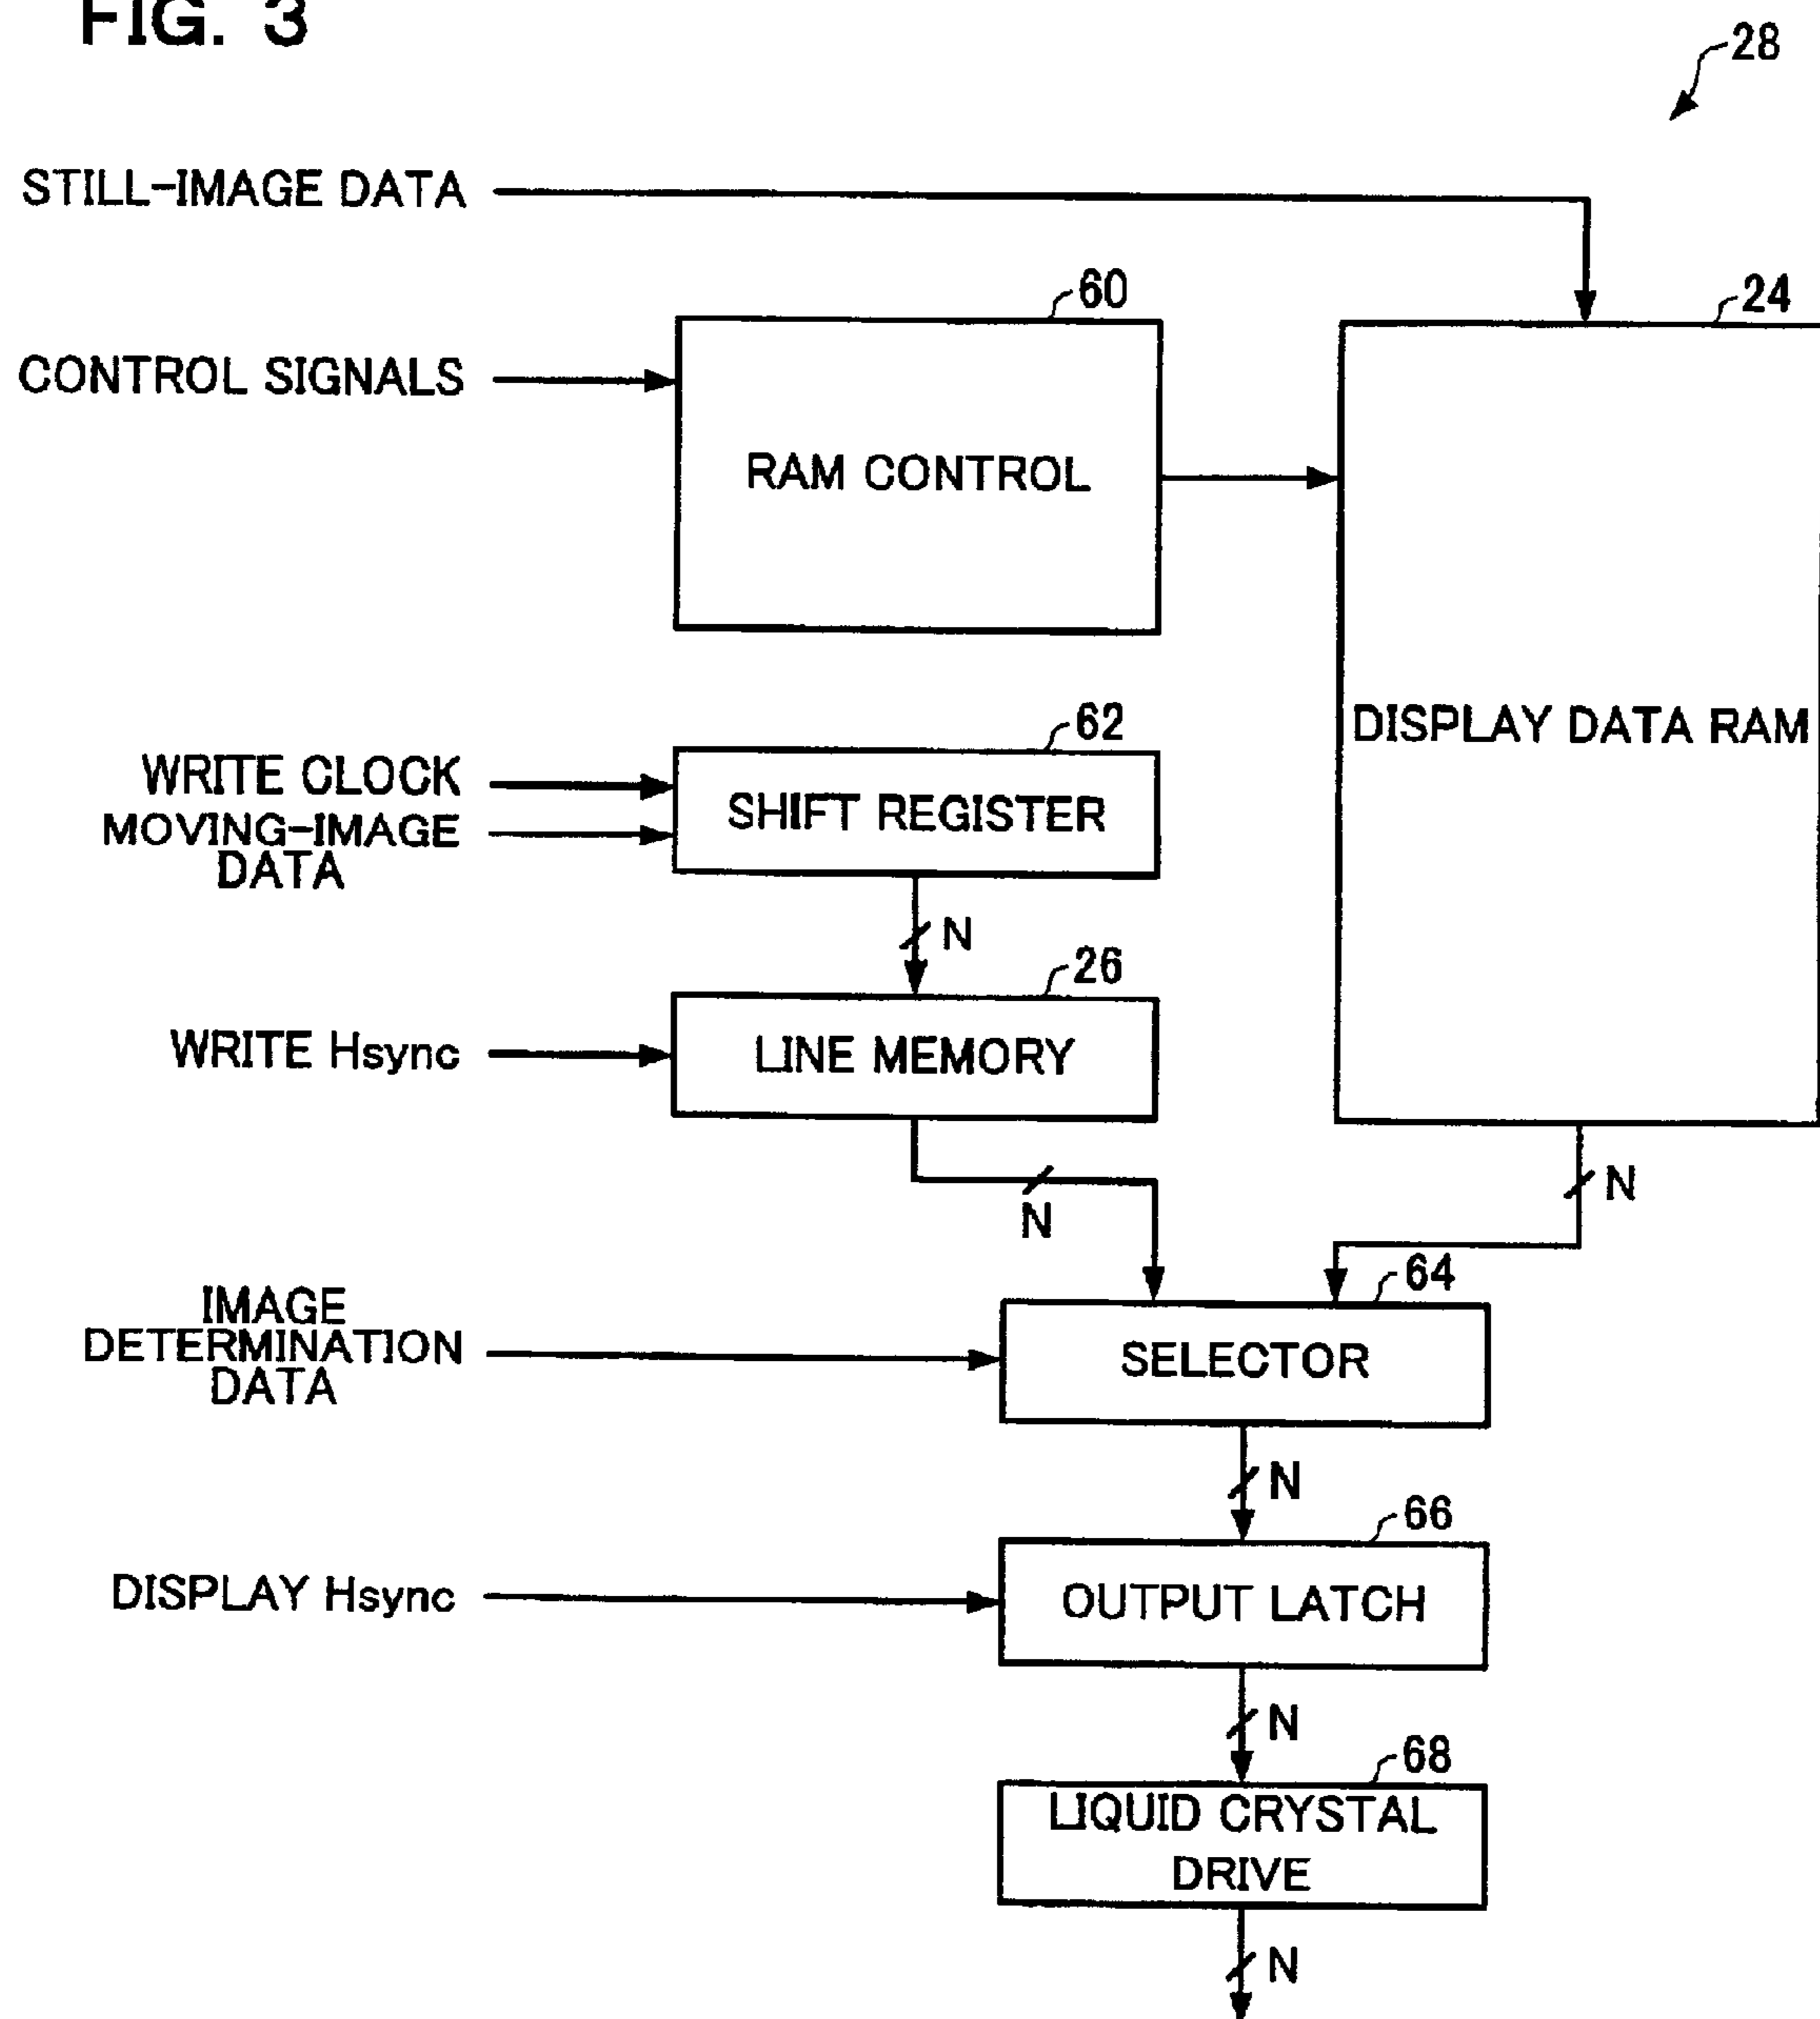 FIG. 3
28
STILL-IMAGE DATA
60
24
CONTROL SIGNALS
RAM CONTROL
DISPLAY DATA RAM
62
WRITE CLOCK
MOVING-IMAGE
DATA
SHIFT REGISTER
N
26
WRITE Hsync
LINE MEMORY
N
N
64
IMAGE
DETERMINATION
DATA
SELECTOR
N
66
DISPLAY Hsync
OUTPUT LATCH
N
68
LIQUID CRYSTAL
DRIVE
N